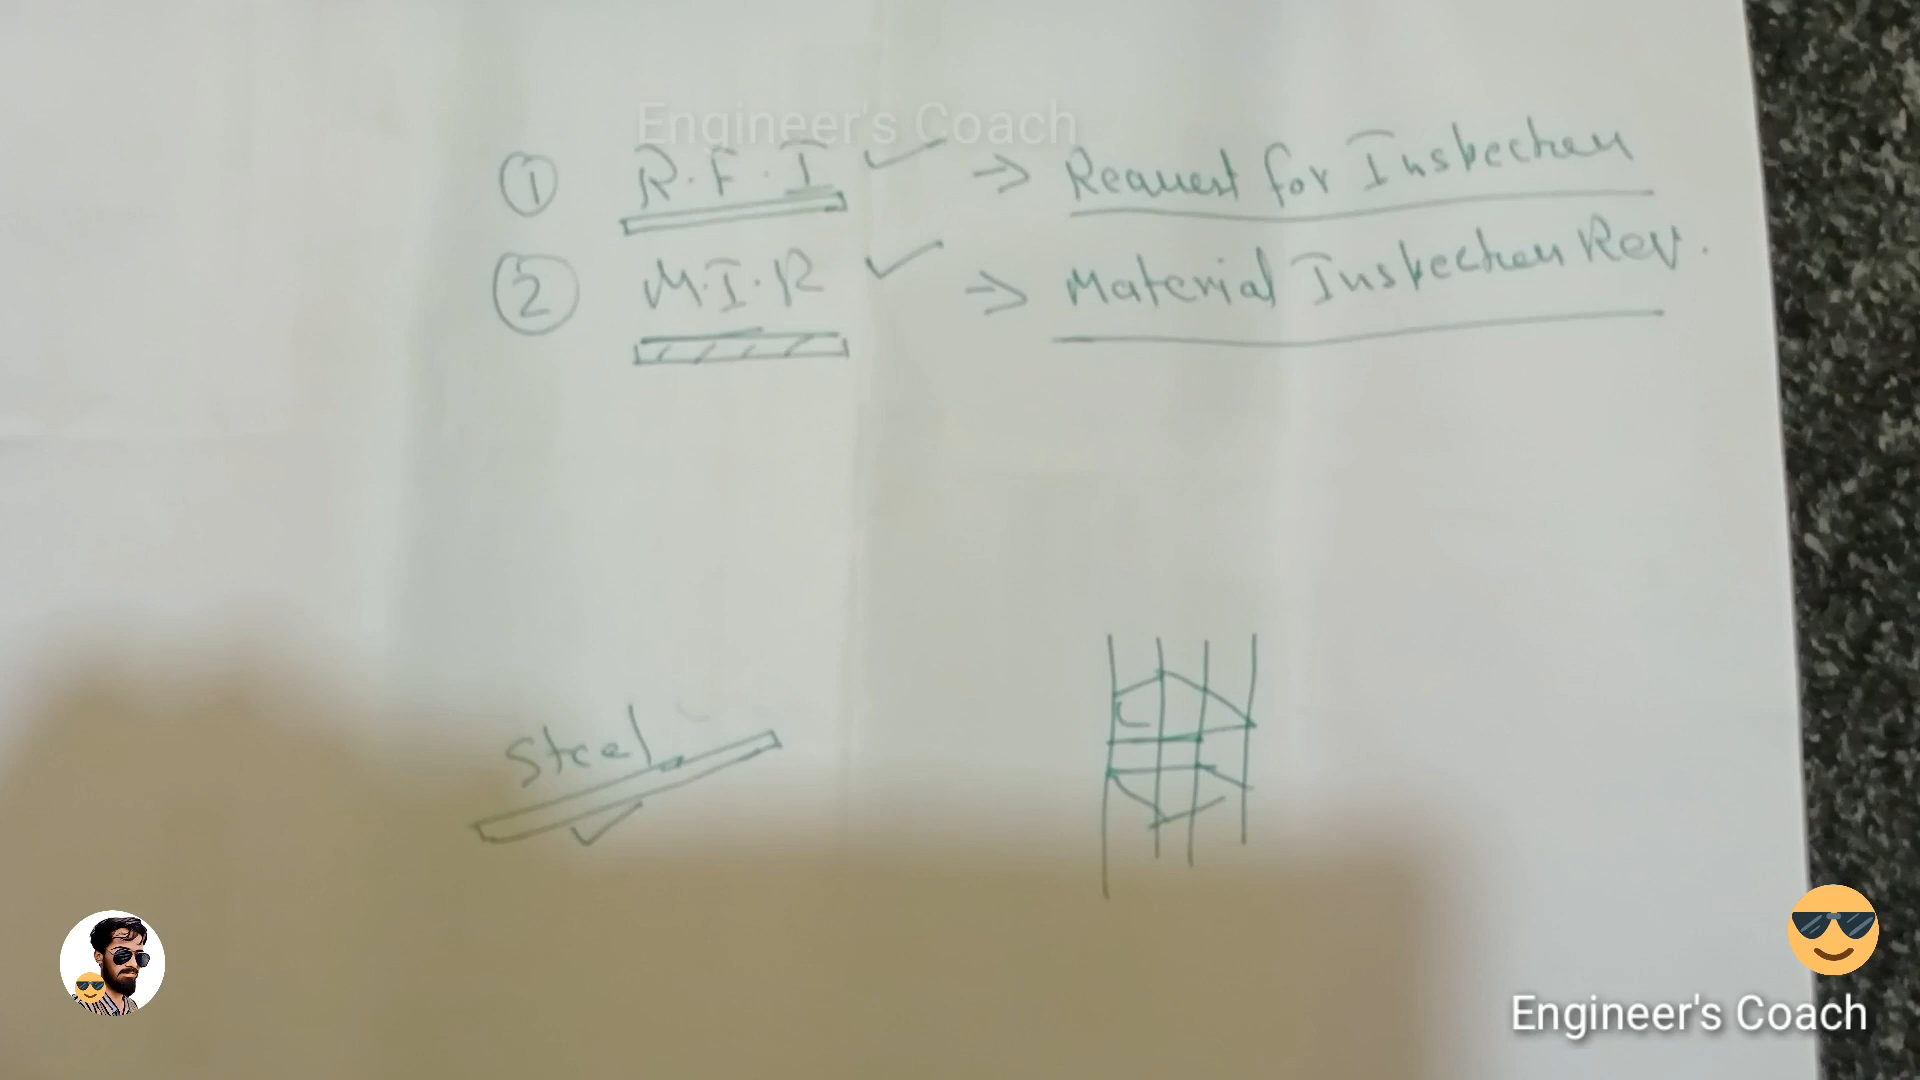 Engineer's Coach
① R.F.I ✓ → Request for Inspection
② M.I.R ✓ → Material Inspection Rev.
Steel
Engineer's Coach